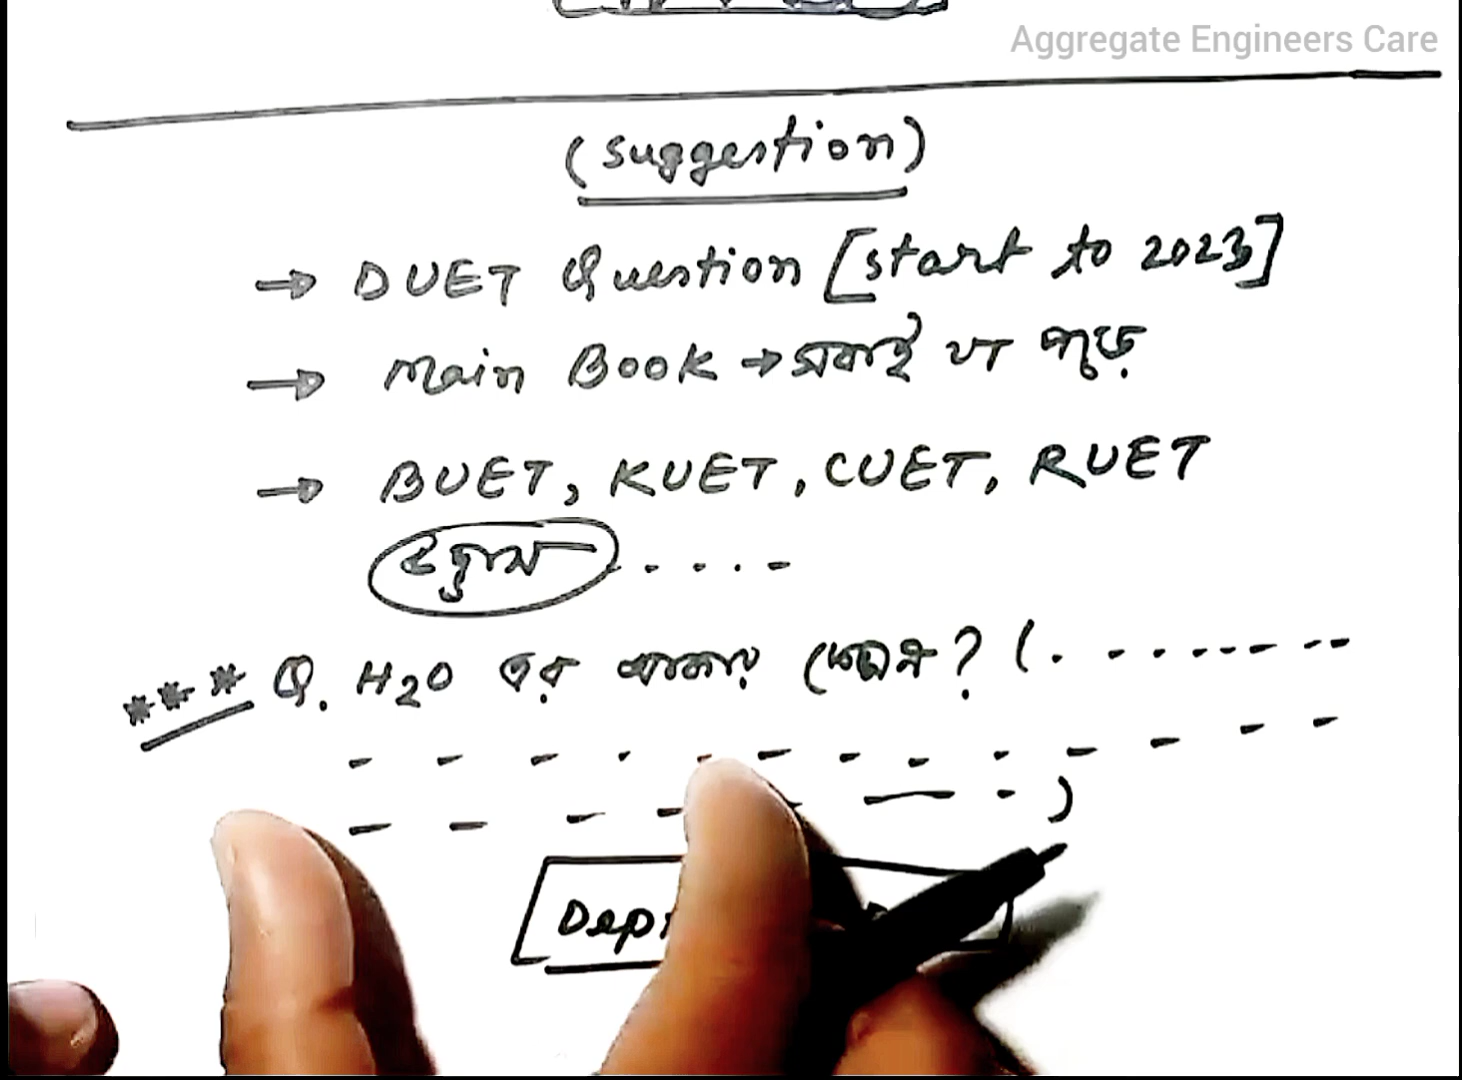 Aggregate Engineers Care
(Suggestion)
→ DUET Question [start to 2023]
→ Main Book → সবাই যা পড়ে
→ BUET, KUET, CUET, RUET
....
*** Q. H2O এর আকার কেমন? (. - - - - - - - -
- - - - - - - - - - - -
- - - - - - - )
Dep